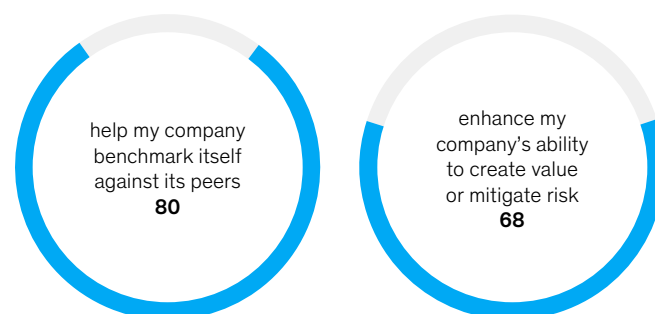 help my company
benchmark itself
against its peers
80
enhance my
company’s ability
to create value
or mitigate risk
68